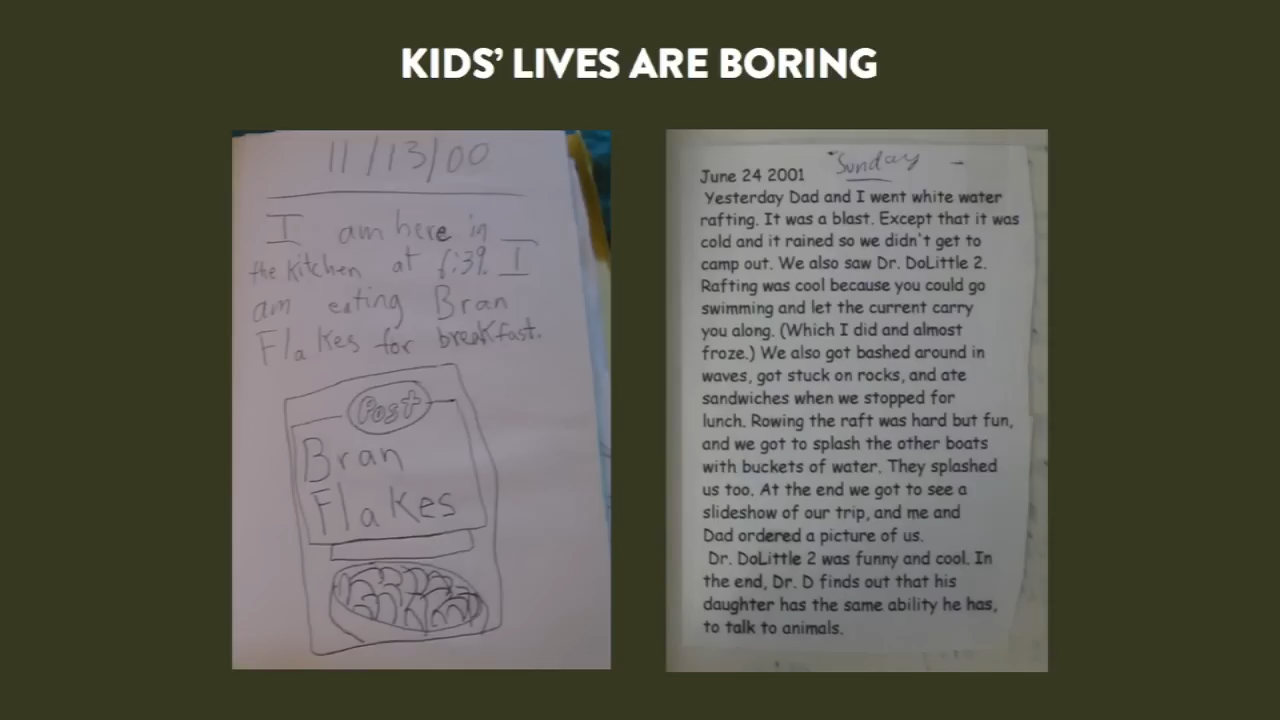 KIDS' LIVES ARE BORING
11/13/00
I am here in
the kitchen at 6:39. I
am eating Bran
Flakes for breakfast.
Post
Bran
Flakes
Sunday
June 24 2001
Yesterday Dad and I went white water
rafting. It was a blast. Except that it was
cold and it rained so we didn't get to
camp out. We also saw Dr. DoLittle 2.
Rafting was cool because you could go
swimming and let the current carry
you along. (Which I did and almost
froze.) We also got bashed around in
waves, got stuck on rocks, and ate
sandwiches when we stopped for
lunch. Rowing the raft was hard but fun,
and we got to splash the other boats
with buckets of water. They splashed
us too. At the end we got to see a
slideshow of our trip, and me and
Dad ordered a picture of us.
Dr. DoLittle 2 was funny and cool. In
the end, Dr. D finds out that his
daughter has the same ability he has,
to talk to animals.